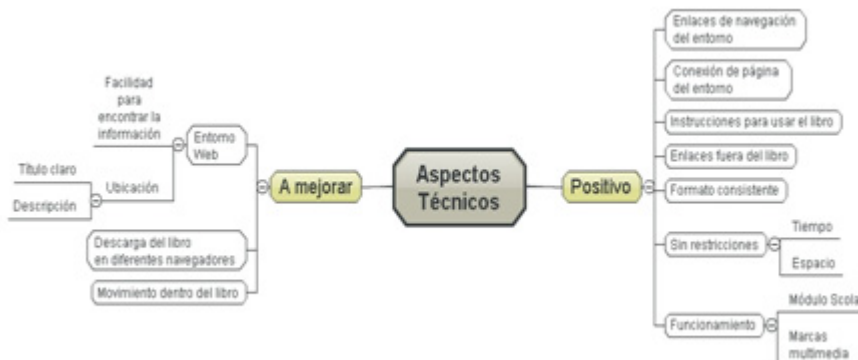 Aspectos
Técnicos
A mejorar
Entorno
Web
Facilidad
para
encontrar la
información
Ubicación
Título claro
Descripción
Descarga del libro
en diferentes navegadores
Movimiento dentro del libro
Positivo
Enlaces de navegación
del entorno
Conexión de página
del entorno
Instrucciones para usar el libro
Enlaces fuera del libro
Formato consistente
Sin restricciones
Tiempo
Espacio
Funcionamiento
Módulo Scola
Marcas
multimedia